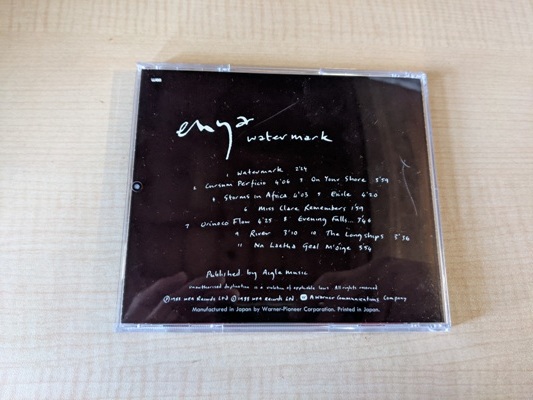 enya
watermark
1 Watermark 2'24
2 Cursum Perficio 4'06 3 On Your Shore 3'59
4 Storms in Africa 4'03 5 Exile 4'20
6 Miss Clare Remembers 1'59
7 Orinoco Flow 4'25 8 Evening Falls... 3'46
9 River 3'10 10 The Longships 3'36
11 Na Laetha Geal M'óige 3'54
Published by Aigle Music
Unauthorised duplication is a violation of applicable laws. All rights reserved
℗ 1988 WEA Records Ltd © 1988 WEA Records Ltd. A Warner Communications Company
Manufactured in Japan by Warner-Pioneer Corporation. Printed in Japan.